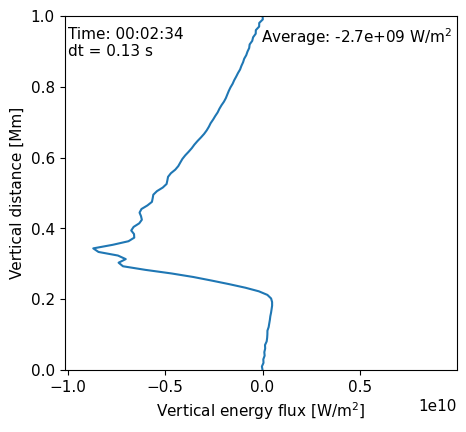 Time: 00:02:34
dt = 0.13 s
Average: -2.7e+09 W/m²
1.0
0.8
0.6
0.4
0.2
0.0
Vertical distance [Mm]
−1.0 −0.5 0.0 0.5
1e10
Vertical energy flux [W/m²]